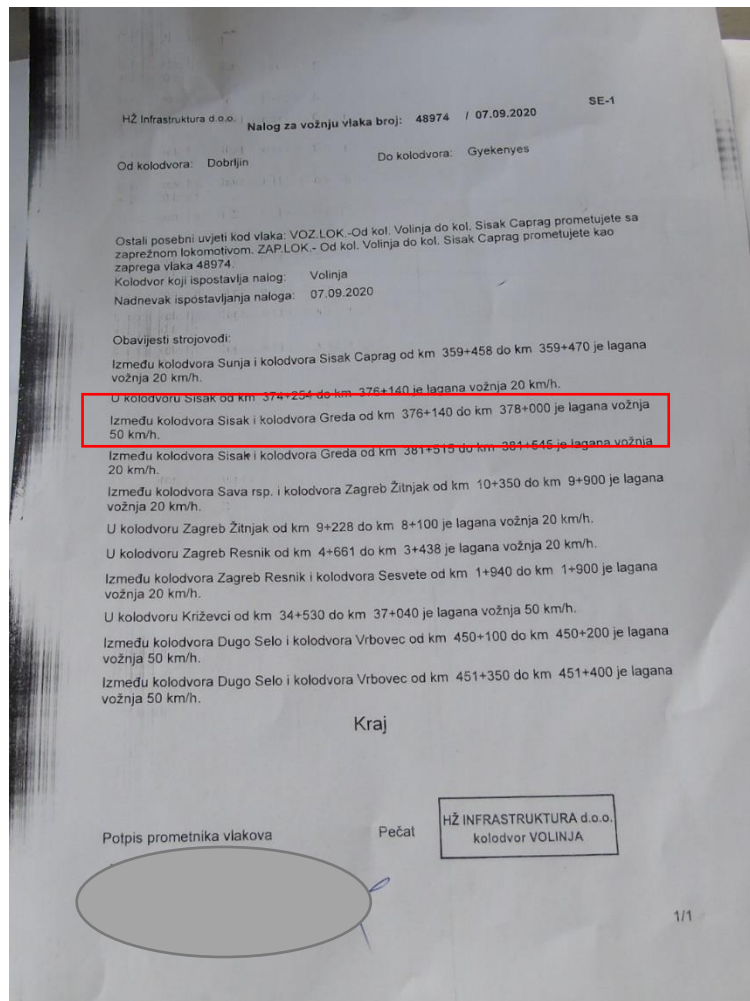 SE-1
HŽ Infrastruktura d.o.o. Nalog za vožnju vlaka broj: 48974 / 07.09.2020
Od kolodvora: Dobrljin Do kolodvora: Gyekenyes
Ostali posebni uvjeti kod vlaka: VOZ.LOK.-Od kol. Volinja do kol. Sisak Caprag prometujete sa
zaprežnom lokomotivom. ZAP.LOK.- Od kol. Volinja do kol. Sisak Caprag prometujete kao
zaprega vlaka 48974.
Kolodvor koji ispostavlja nalog: Volinja
Nadnevak ispostavljanja naloga: 07.09.2020
Obavijesti strojovođi:
Između kolodvora Sunja i kolodvora Sisak Caprag od km 359+458 do km 359+470 je lagana
vožnja 20 km/h.
U kolodvoru Sisak od km 374+254 do km 376+140 je lagana vožnja 20 km/h.
Između kolodvora Sisak i kolodvora Greda od km 376+140 do km 378+000 je lagana vožnja
50 km/h.
Između kolodvora Sisak i kolodvora Greda od km 381+515 do km 381+545 je lagana vožnja
20 km/h.
Između kolodvora Sava rsp. i kolodvora Zagreb Žitnjak od km 10+350 do km 9+900 je lagana
vožnja 20 km/h.
U kolodvoru Zagreb Žitnjak od km 9+228 do km 8+100 je lagana vožnja 20 km/h.
U kolodvoru Zagreb Resnik od km 4+661 do km 3+438 je lagana vožnja 20 km/h.
Između kolodvora Zagreb Resnik i kolodvora Sesvete od km 1+940 do km 1+900 je lagana
vožnja 20 km/h.
U kolodvoru Križevci od km 34+530 do km 37+040 je lagana vožnja 50 km/h.
Između kolodvora Dugo Selo i kolodvora Vrbovec od km 450+100 do km 450+200 je lagana
vožnja 50 km/h.
Između kolodvora Dugo Selo i kolodvora Vrbovec od km 451+350 do km 451+400 je lagana
vožnja 50 km/h.
Kraj
Potpis prometnika vlakova Pečat HŽ INFRASTRUKTURA d.o.o.
kolodvor VOLINJA
1/1